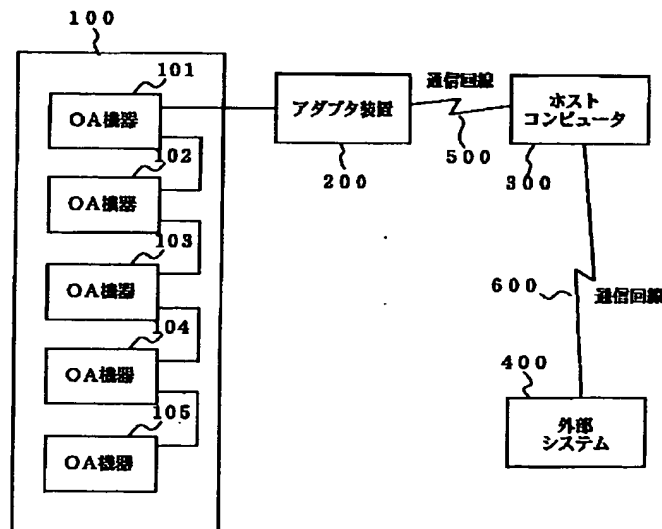 100
101
OA機器
102
OA機器
103
OA機器
104
OA機器
105
OA機器
アダプタ装置
200
通信回線
500
ホスト
コンピュータ
300
600
通信回線
400
外部
システム